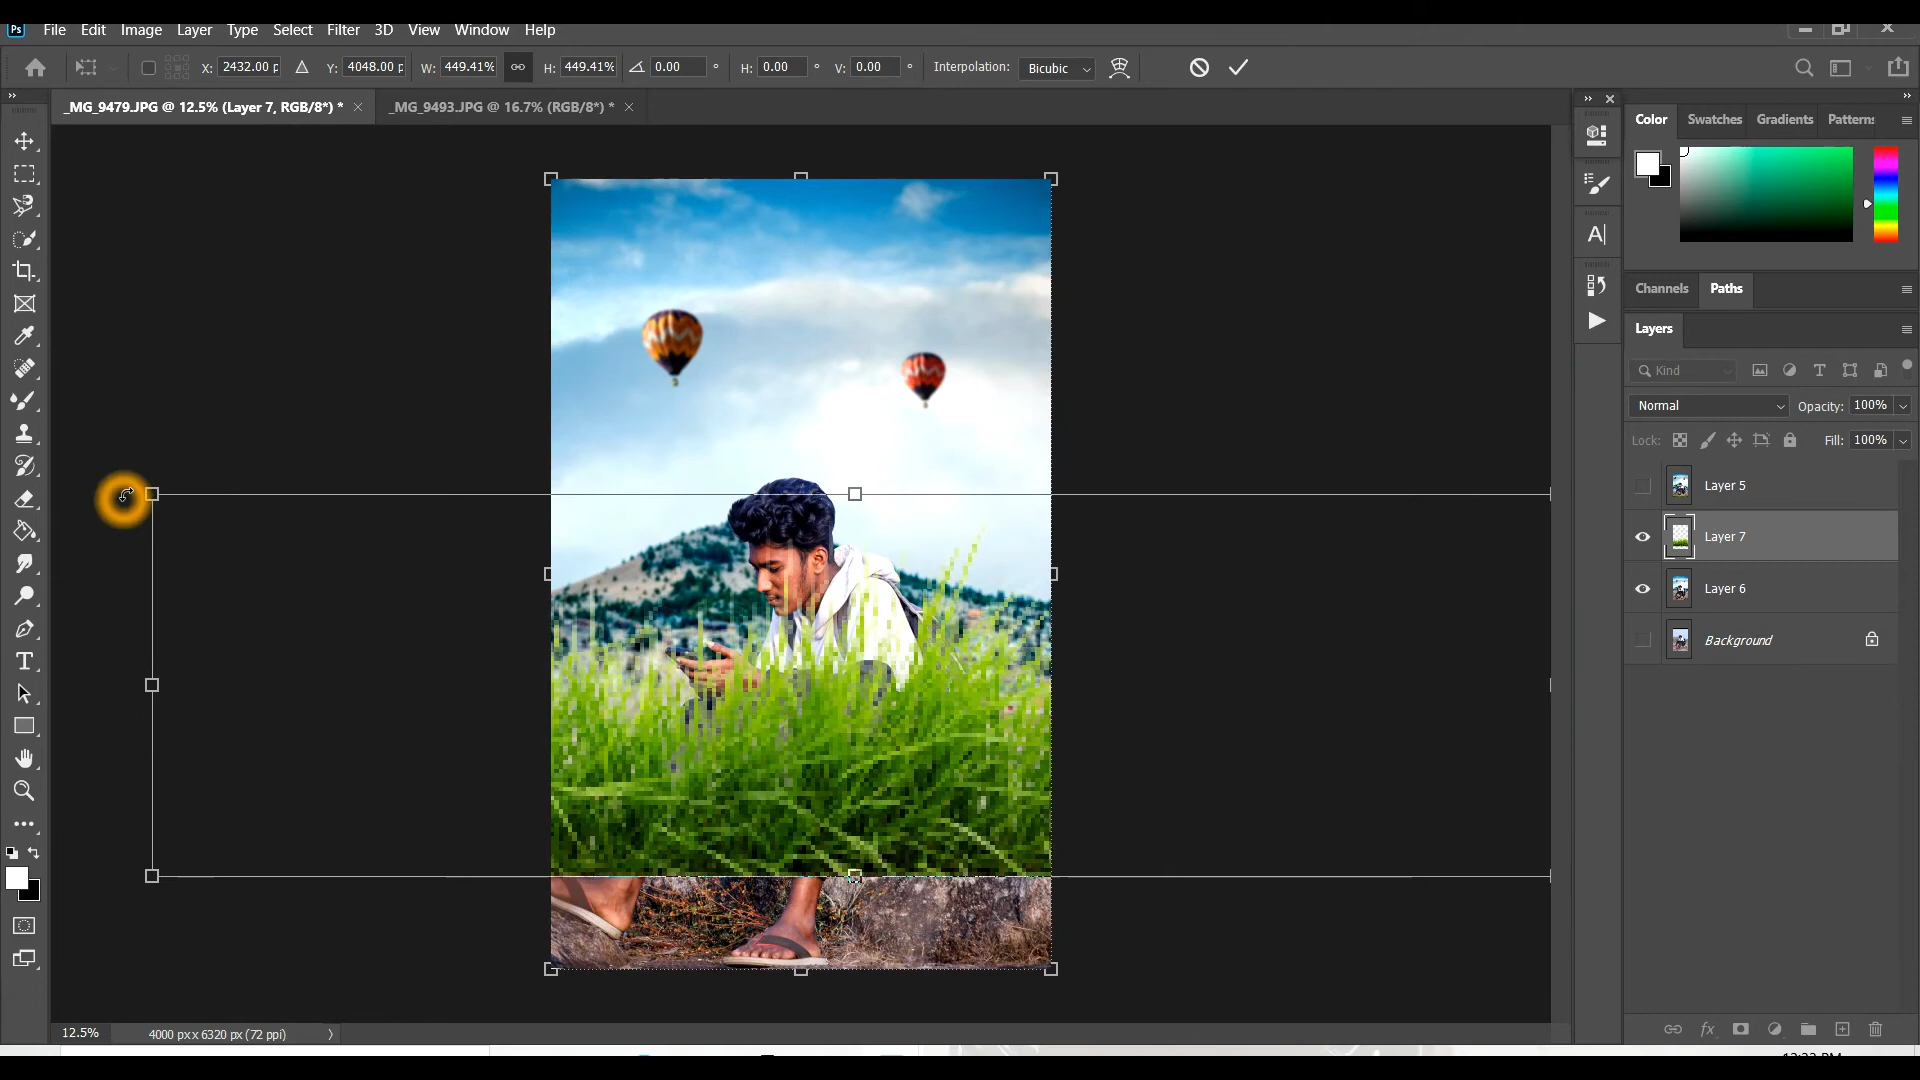 Ps File Edit Image Layer Type Select Filter 3D View Window Help
X: 2432.00 p Y: 4048.00 p W: 449.41% H: 449.41% 0.00 ° H: 0.00 ° V: 0.00 ° Interpolation: Bicubic
_MG_9479.JPG @ 12.5% (Layer 7, RGB/8*) * _MG_9493.JPG @ 16.7% (RGB/8*) *
Color Swatches Gradients Patterns
Channels Paths
Layers
Kind
Normal Opacity: 100%
Lock: Fill: 100%
Layer 5
Layer 7
Layer 6
Background
12.5% 4000 px x 6320 px (72 ppi)